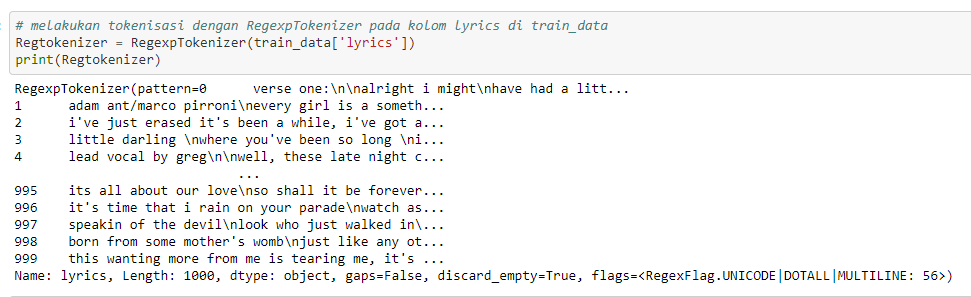 # melakukan tokenisasi dengan RegexpTokenizer pada kolom Lyrics di train_data
Regtokenizer = RegexpTokenizer(train_data['lyrics'])
print(Regtokenizer)
RegexpTokenizer(pattern=0      verse one:\n\nalright i might\nhave had a litt...
1      adam ant/marco pirroni\nevery girl is a someth...
2      i've just erased it's been a while, i've got a...
3      little darling \nwhere you've been so long \ni...
4      lead vocal by greg\n\nwell, these late night c...
                             ...
995    its all about our love\nso shall it be forever...
996    it's time that i rain on your parade\nwatch as...
997    speakin of the devil\nlook who just walked in\...
998    born from some mother's womb\njust like any ot...
999    this wanting more from me is tearing me, it's ...
Name: lyrics, Length: 1000, dtype: object, gaps=False, discard_empty=True, flags=<RegexFlag.UNICODE|DOTALL|MULTILINE: 56>)